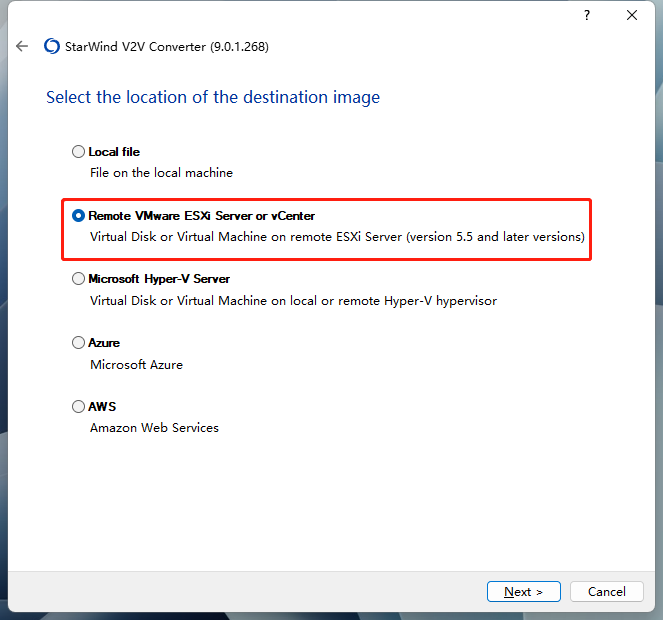 ?
StarWind V2V Converter (9.0.1.268)
Select the location of the destination image
Local file
File on the local machine
Remote VMware ESXi Server or vCenter
Virtual Disk or Virtual Machine on remote ESXi Server (version 5.5 and later versions)
Microsoft Hyper-V Server
Virtual Disk or Virtual Machine on local or remote Hyper-V hypervisor
Azure
Microsoft Azure
AWS
Amazon Web Services
Next >
Cancel